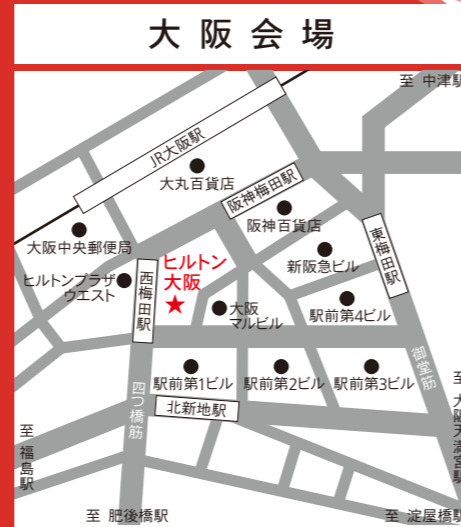 大阪会場
至 中津駅
JR大阪駅
大丸百貨店
阪神梅田駅
阪神百貨店
大阪中央郵便局
ヒルトン
大阪
新阪急ビル
東梅田駅
ヒルトンプラザ
ウエスト
西梅田駅
大阪
マルビル
駅前第4ビル
駅前第1ビル
駅前第2ビル
駅前第3ビル
御堂筋
四つ橋筋
北新地駅
至 大阪天満宮駅
至 福島駅
至 肥後橋駅
至 淀屋橋駅